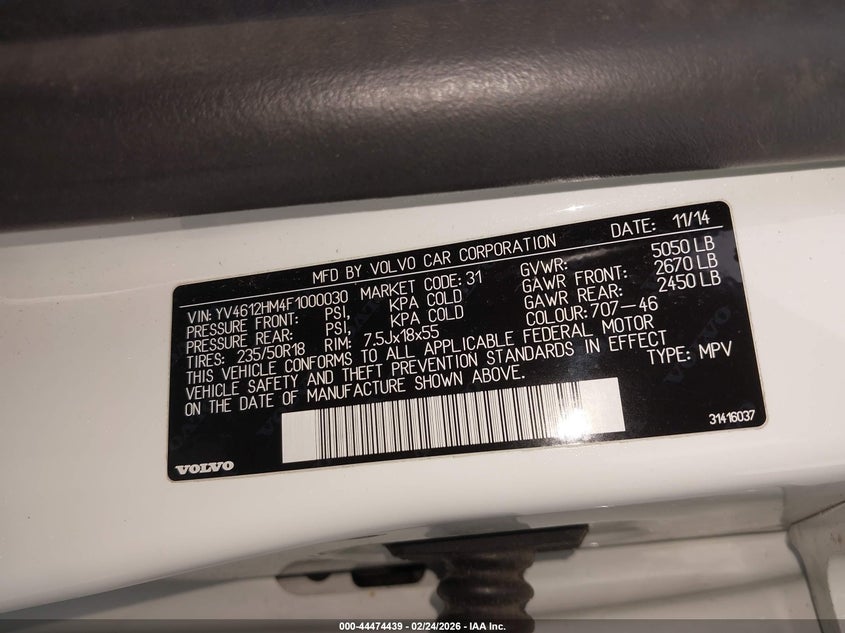 MFD BY VOLVO CAR CORPORATION DATE: 11/14
VIN: YV4612HM4F1000030 MARKET CODE: 31 GVWR: 5050 LB
PRESSURE FRONT: PSI, KPA COLD GAWR FRONT: 2670 LB
PRESSURE REAR: PSI, KPA COLD GAWR REAR: 2450 LB
TIRES: 235/50R18 RIM: 7.5Jx18x55 COLOUR: 707-46
THIS VEHICLE CONFORMS TO ALL APPLICABLE FEDERAL MOTOR
VEHICLE SAFETY AND THEFT PREVENTION STANDARDS IN EFFECT
ON THE DATE OF MANUFACTURE SHOWN ABOVE. TYPE: MPV
31416037
VOLVO
000-44474439 - 02/24/2026 - IAA Inc.